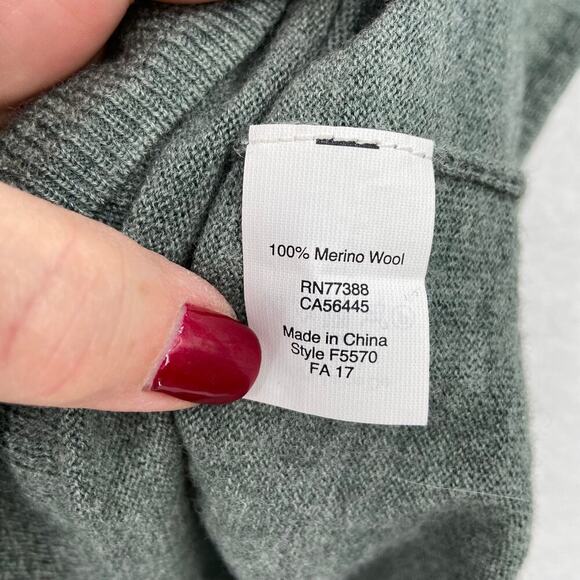 100% Merino Wool
RN77388
CA56445
Made in China
Style F5570
FA 17